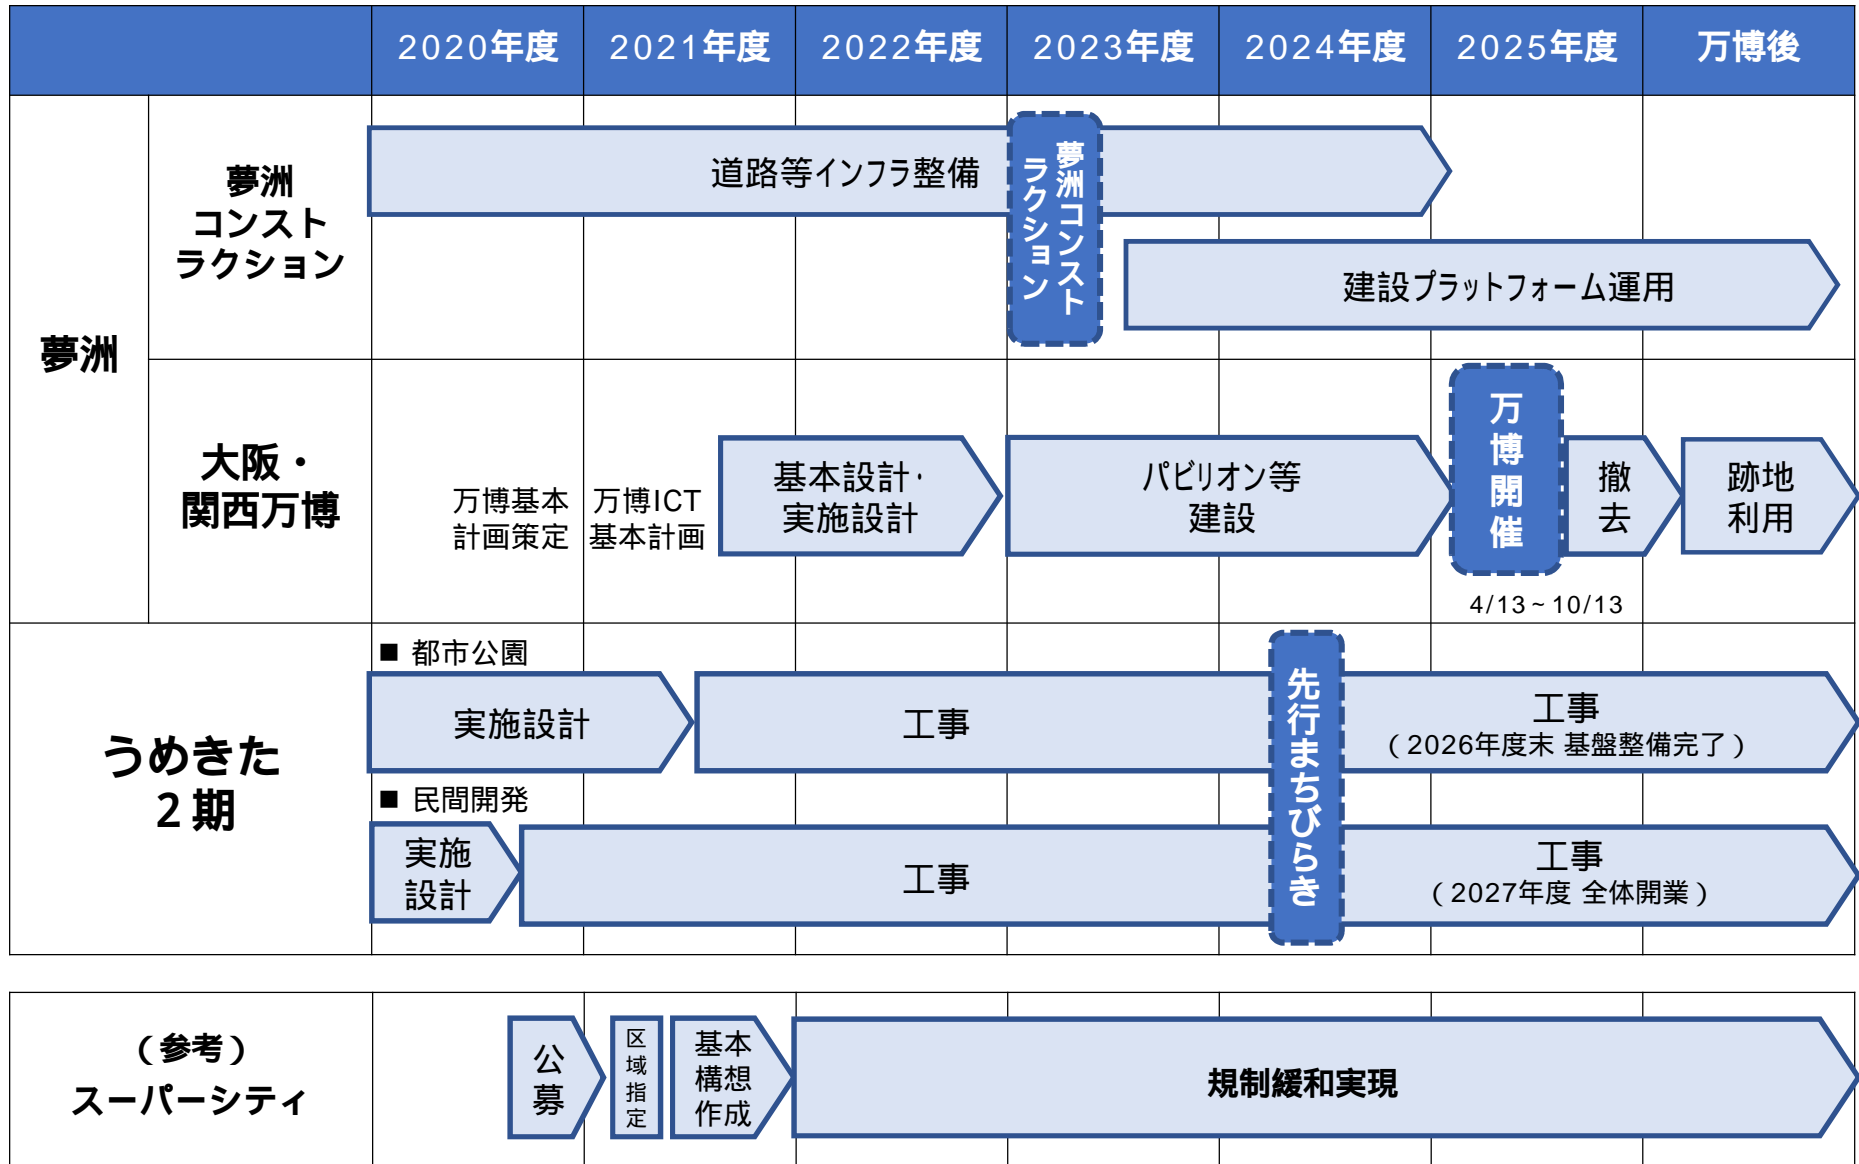 2020年度
2021年度
2022年度
2023年度
2024年度
2025年度
万博後
夢洲
夢洲
コンスト
ラクション
道路等インフラ整備
夢洲コンスト
ラクション
建設プラットフォーム運用
大阪・
関西万博
万博基本
計画策定
万博ICT
基本計画
基本設計・
実施設計
パビリオン等
建設
万博開催
4/13~10/13
撤去
跡地
利用
うめきた
2期
■ 都市公園
実施設計
工事
先行まちびらき
工事
(2026年度末 基盤整備完了)
■ 民間開発
実施
設計
工事
工事
(2027年度 全体開業)
(参考)
スーパーシティ
公募
区域指定
基本
構想
作成
規制緩和実現